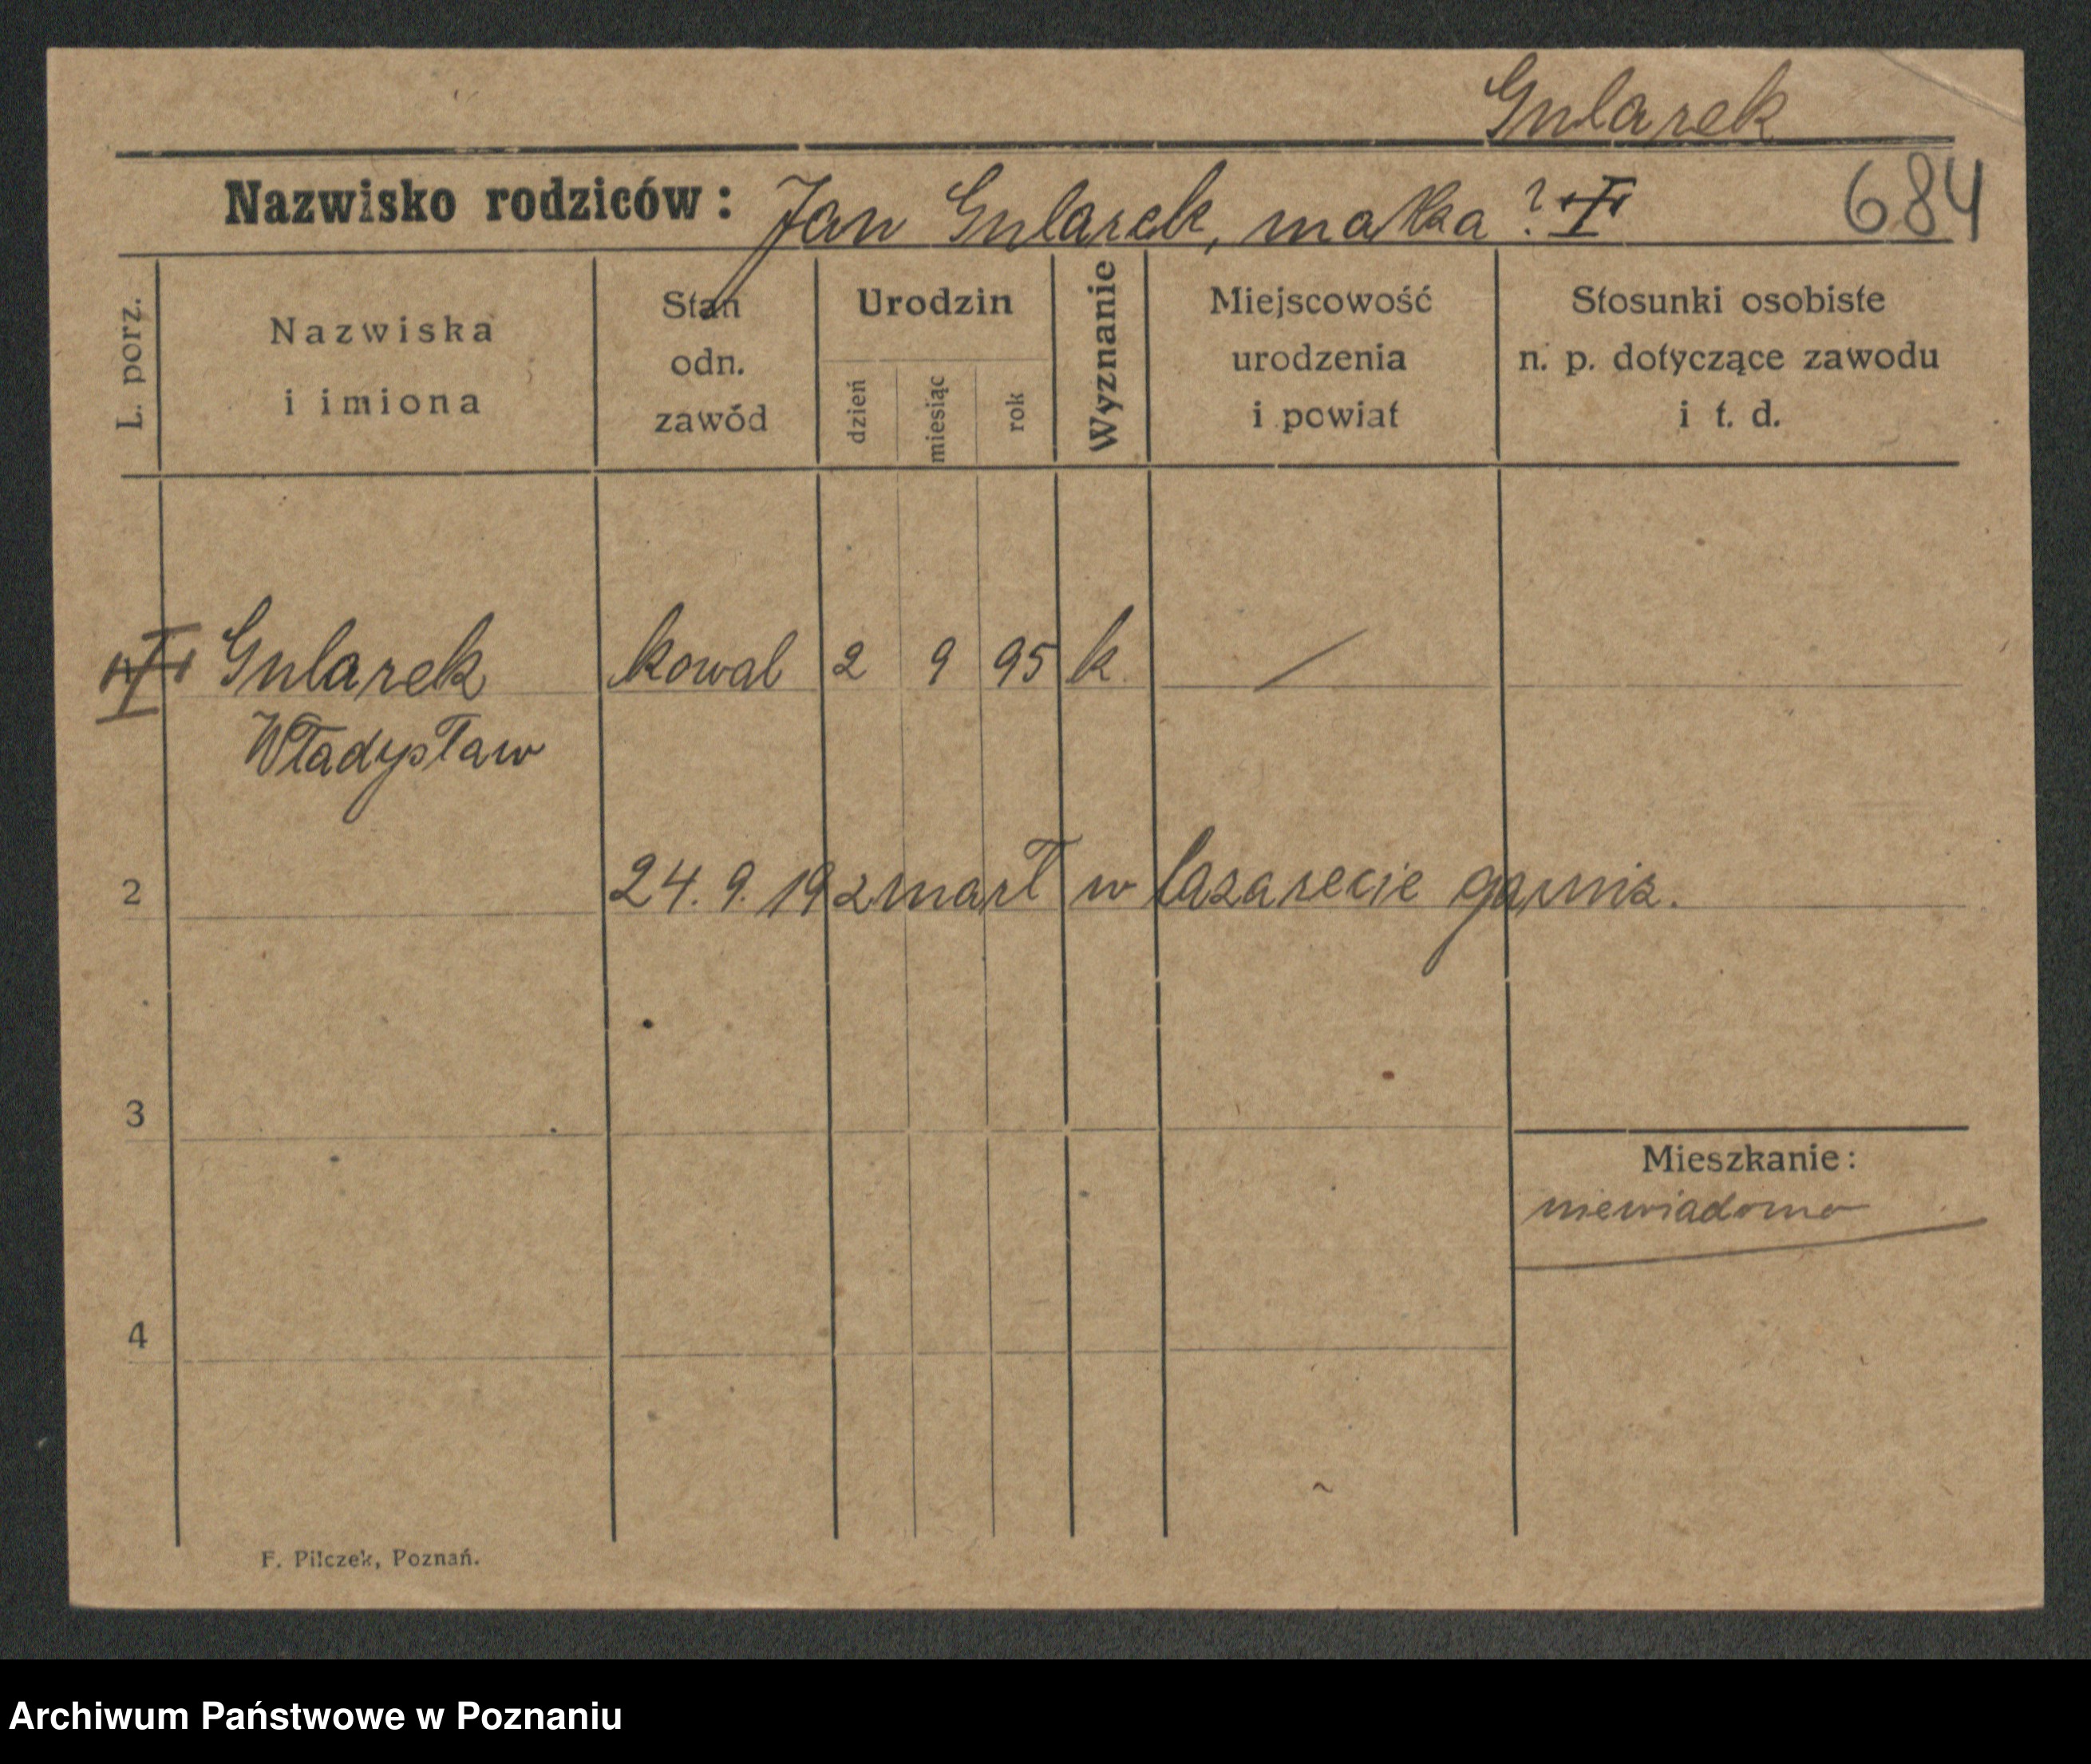 Gularek
Nazwisko rodziców: Jan Gularek, matka ?
684
L. porz.
Nazwiska i imiona
Stan odn. zawód
Urodzin
dzień
miesiąc
rok
Wyznanie
Miejscowość urodzenia i powiat
Stosunki osobiste n. p. dotyczące zawodu i t. d.
Gularek kowal 2 9 95 k. /
Władysław
2 24. 9. 19 zmarł w lazarecie garniz.
3
Mieszkanie:
niewiadomo
4
F. Pilczek, Poznań.
Archiwum Państwowe w Poznaniu